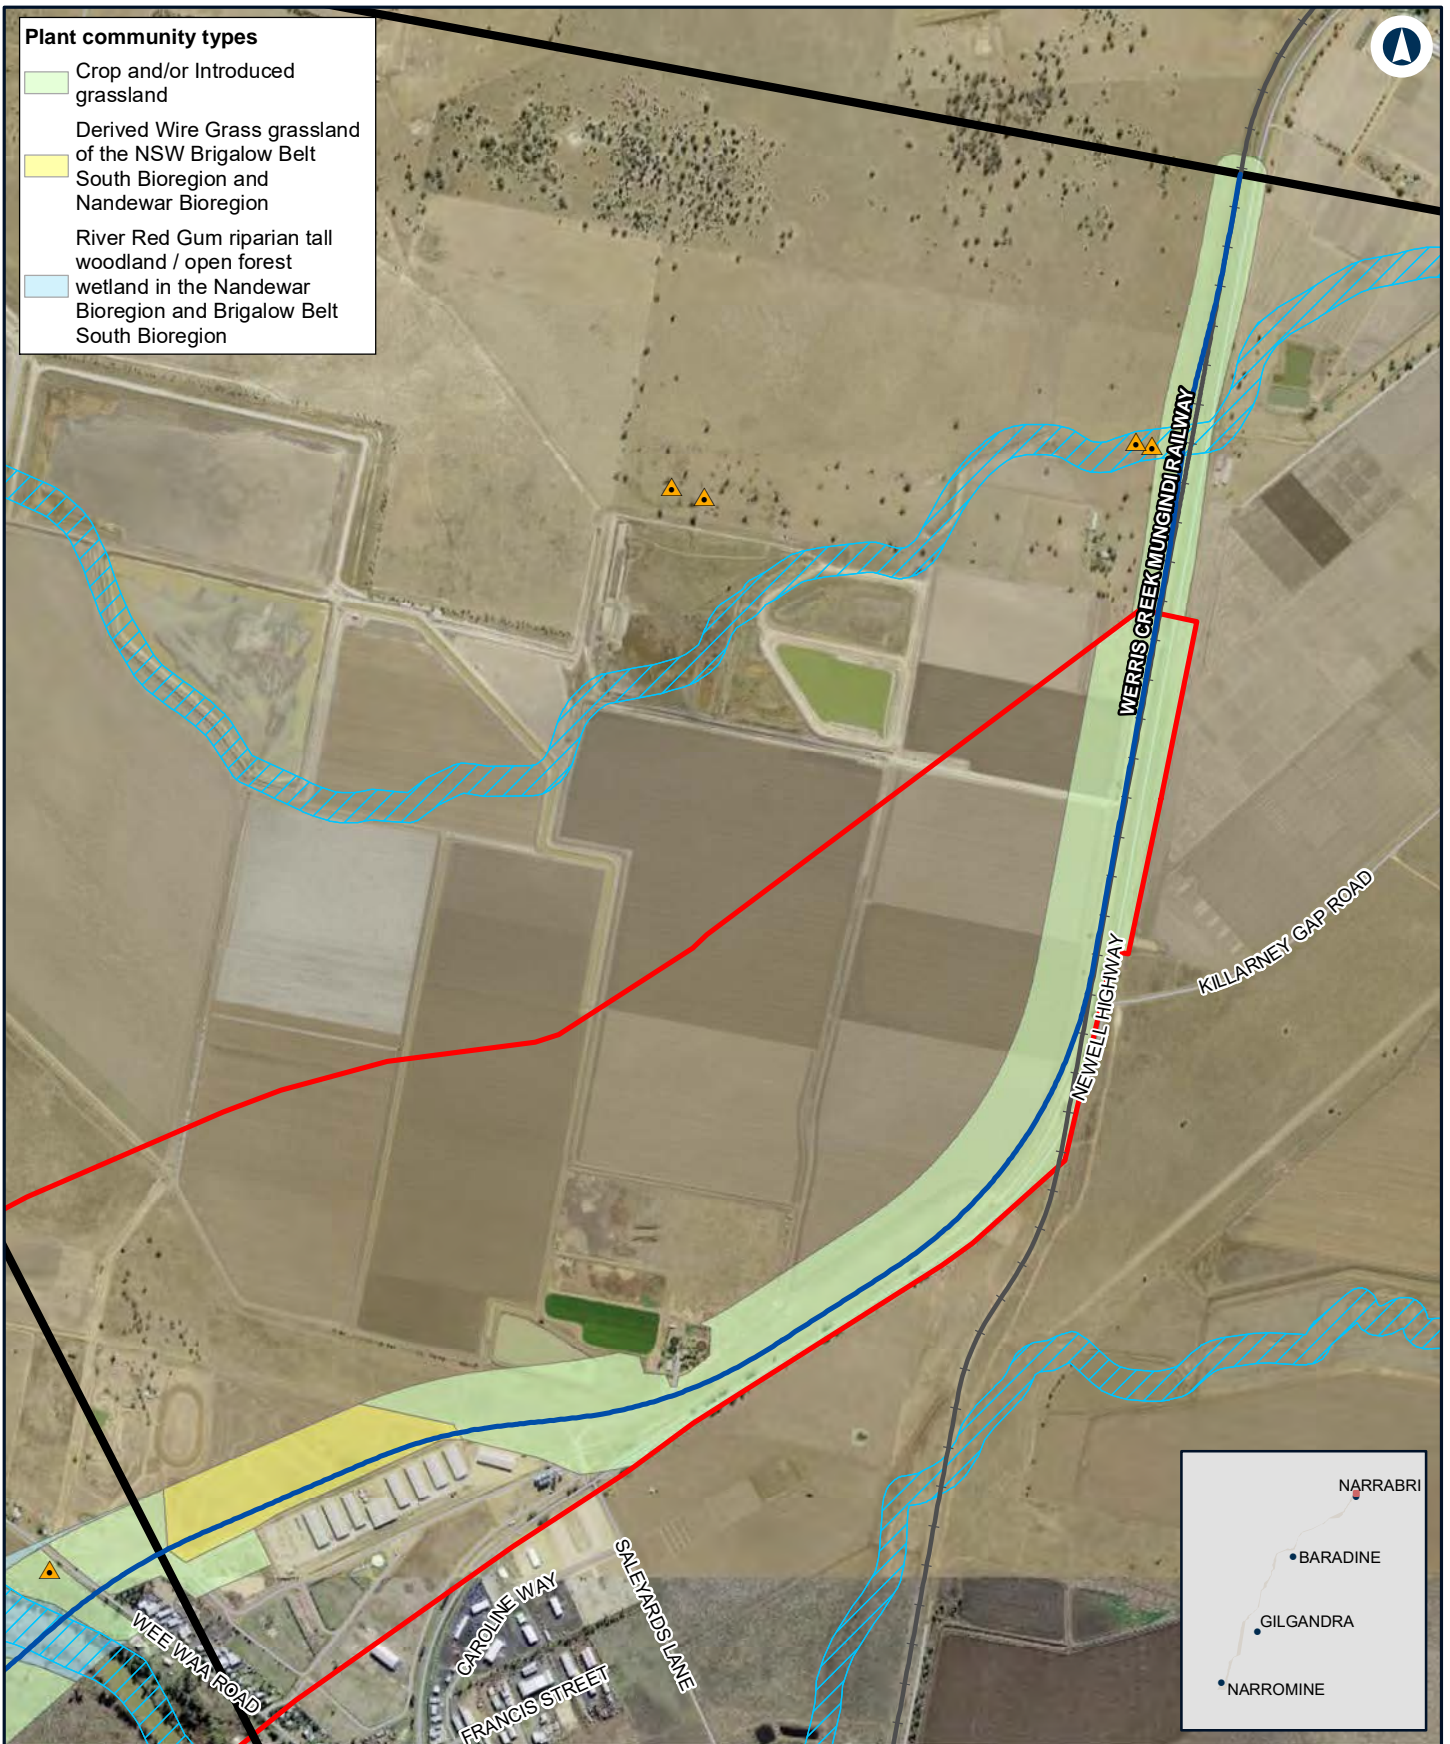 Plant community types
Crop and/or Introduced
grassland
Derived Wire Grass grassland
of the NSW Brigalow Belt
South Bioregion and
Nandewar Bioregion
River Red Gum riparian tall
woodland / open forest
wetland in the Nandewar
Bioregion and Brigalow Belt
South Bioregion
WERRIS CREEK MUNGINDI RAILWAY
KILLARNEY GAP ROAD
NEWELL HIGHWAY
WEE WAA ROAD
CAROLINE WAY
SALEYARDS LANE
FRANCIS STREET
NARRABRI
BARADINE
GILGANDRA
NARROMINE